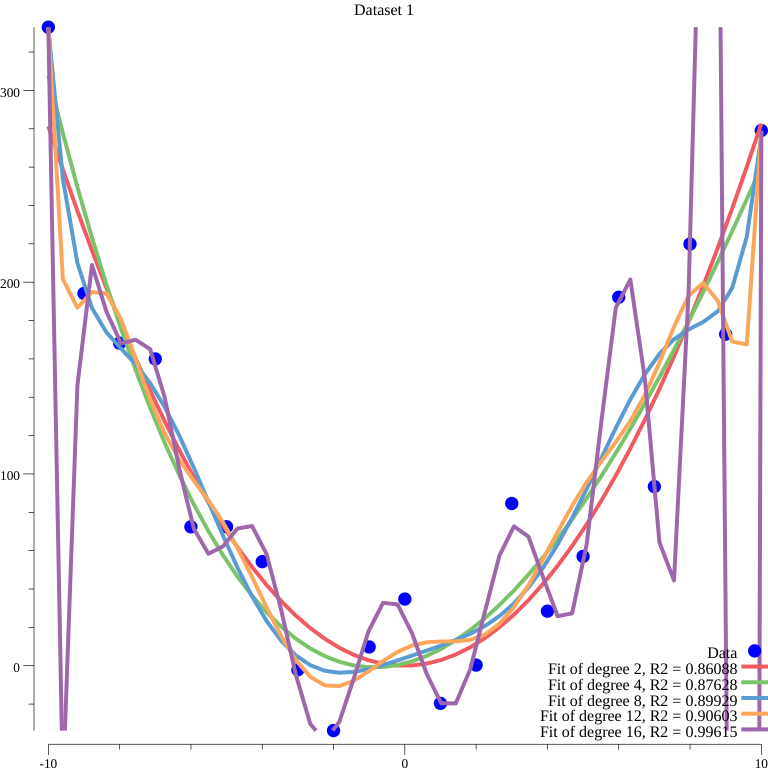 Dataset 1
300
200
100
0
Data
Fit of degree 2, R2 = 0.86088
Fit of degree 4, R2 = 0.87628
Fit of degree 8, R2 = 0.89929
Fit of degree 12, R2 = 0.90603
Fit of degree 16, R2 = 0.99615
-10 0 10